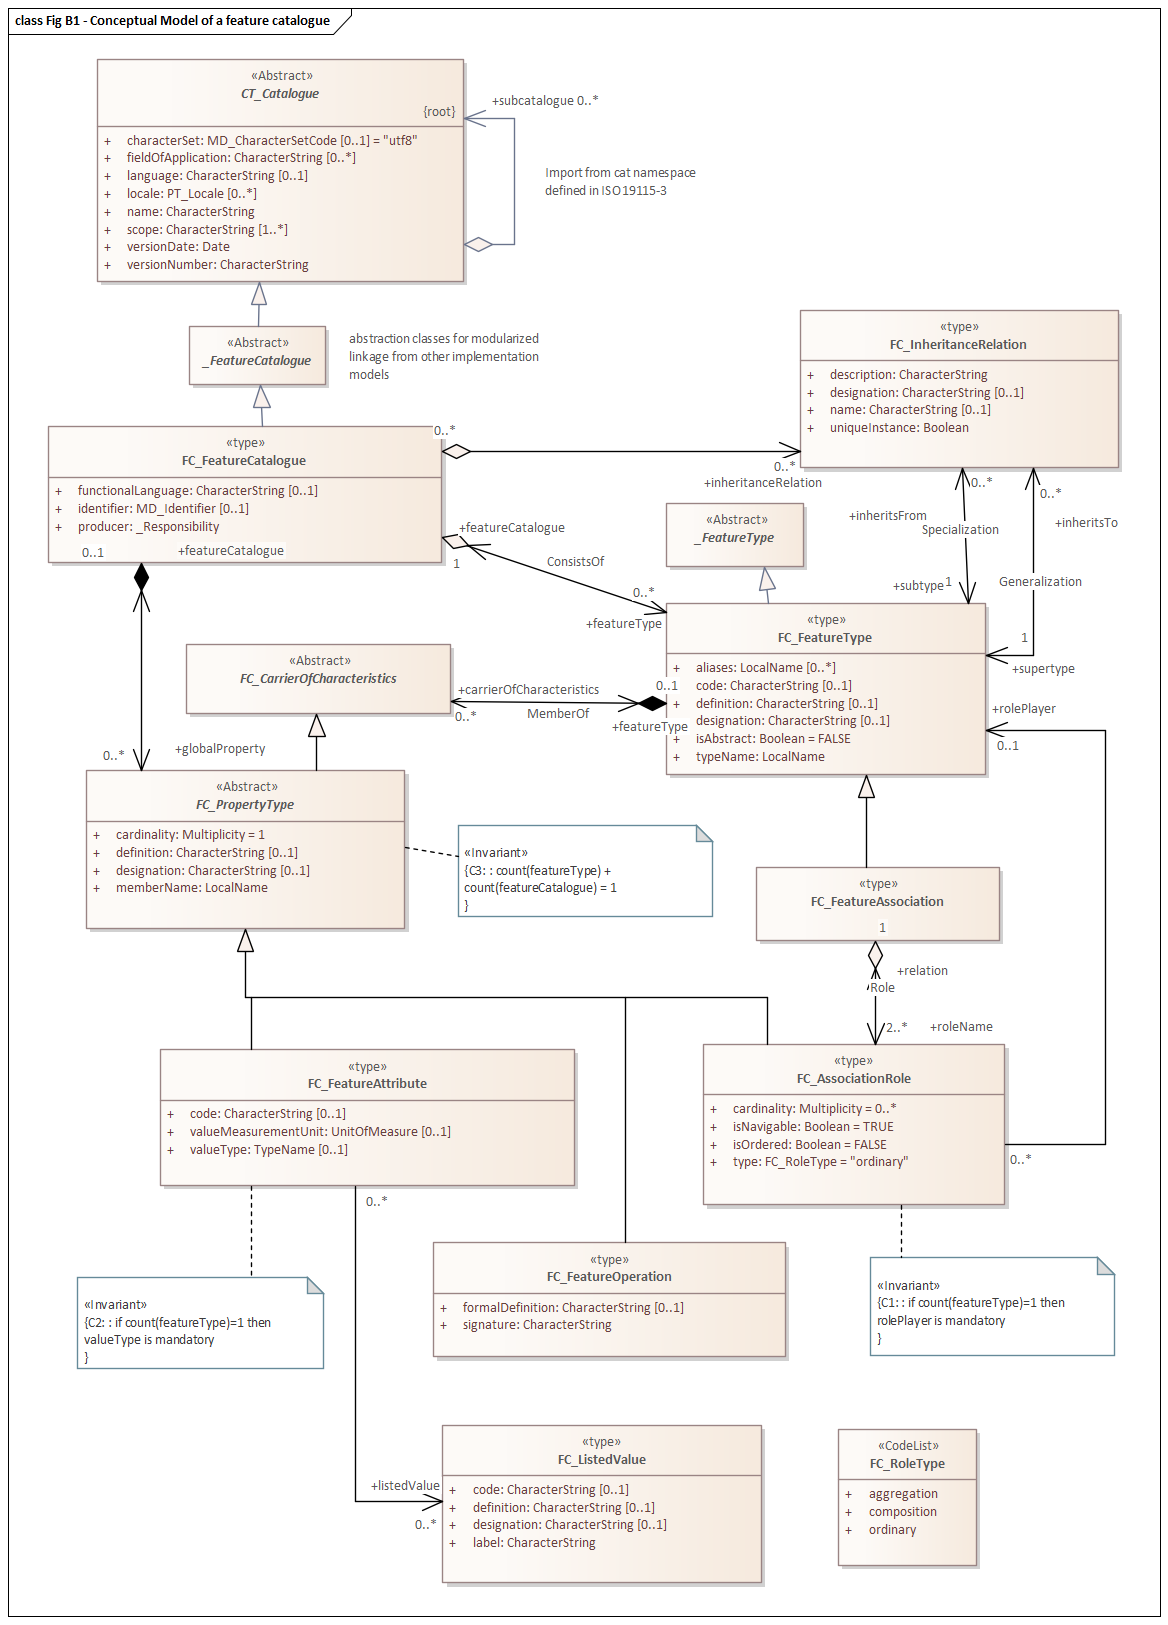 class Fig B1 - Conceptual Model of a feature catalogue
«Abstract»
CT_Catalogue
{root}
+ characterSet: MD_CharacterSetCode [0..1] = "utf8"
+ fieldOfApplication: CharacterString [0..*]
+ language: CharacterString [0..1]
+ locale: PT_Locale [0..*]
+ name: CharacterString
+ scope: CharacterString [1..*]
+ versionDate: Date
+ versionNumber: CharacterString
+subcatalogue 0..*
Import from cat namespace
defined in ISO19115-3
«Abstract»
_FeatureCatalogue
abstraction classes for modularized
linkage from other implementation
models
«type»
FC_InheritanceRelation
+ description: CharacterString
+ designation: CharacterString [0..1]
+ name: CharacterString [0..1]
+ uniqueInstance: Boolean
«type»
FC_FeatureCatalogue
+ functionalLanguage: CharacterString [0..1]
+ identifier: MD_Identifier [0..1]
+ producer: _Responsibility
0..1
+featureCatalogue
0..*
0..*
+inheritanceRelation
+featureCatalogue
1
ConsistsOf
0..*
+featureType
«Abstract»
_FeatureType
0..*
+inheritsFrom
Specialization
+subtype
1
0..*
+inheritsTo
Generalization
1
+supertype
«type»
FC_FeatureType
+ aliases: LocalName [0..*]
+ code: CharacterString [0..1]
+ definition: CharacterString [0..1]
+ designation: CharacterString [0..1]
+ isAbstract: Boolean = FALSE
+ typeName: LocalName
0..1
+featureType
+carrierOfCharacteristics
0..*
MemberOf
+rolePlayer
0..1
«Abstract»
FC_CarrierOfCharacteristics
0..*
+globalProperty
«Abstract»
FC_PropertyType
+ cardinality: Multiplicity = 1
+ definition: CharacterString [0..1]
+ designation: CharacterString [0..1]
+ memberName: LocalName
«Invariant»
{C3: : count(featureType) +
count(featureCatalogue) = 1
}
«type»
FC_FeatureAssociation
1
+relation
Role
2..*
+roleName
«type»
FC_FeatureAttribute
+ code: CharacterString [0..1]
+ valueMeasurementUnit: UnitOfMeasure [0..1]
+ valueType: TypeName [0..1]
0..*
«type»
FC_AssociationRole
+ cardinality: Multiplicity = 0..*
+ isNavigable: Boolean = TRUE
+ isOrdered: Boolean = FALSE
+ type: FC_RoleType = "ordinary"
0..*
«type»
FC_FeatureOperation
+ formalDefinition: CharacterString [0..1]
+ signature: CharacterString
«Invariant»
{C2: : if count(featureType)=1 then
valueType is mandatory
}
«Invariant»
{C1: : if count(featureType)=1 then
rolePlayer is mandatory
}
+listedValue
0..*
«type»
FC_ListedValue
+ code: CharacterString [0..1]
+ definition: CharacterString [0..1]
+ designation: CharacterString [0..1]
+ label: CharacterString
«CodeList»
FC_RoleType
+ aggregation
+ composition
+ ordinary